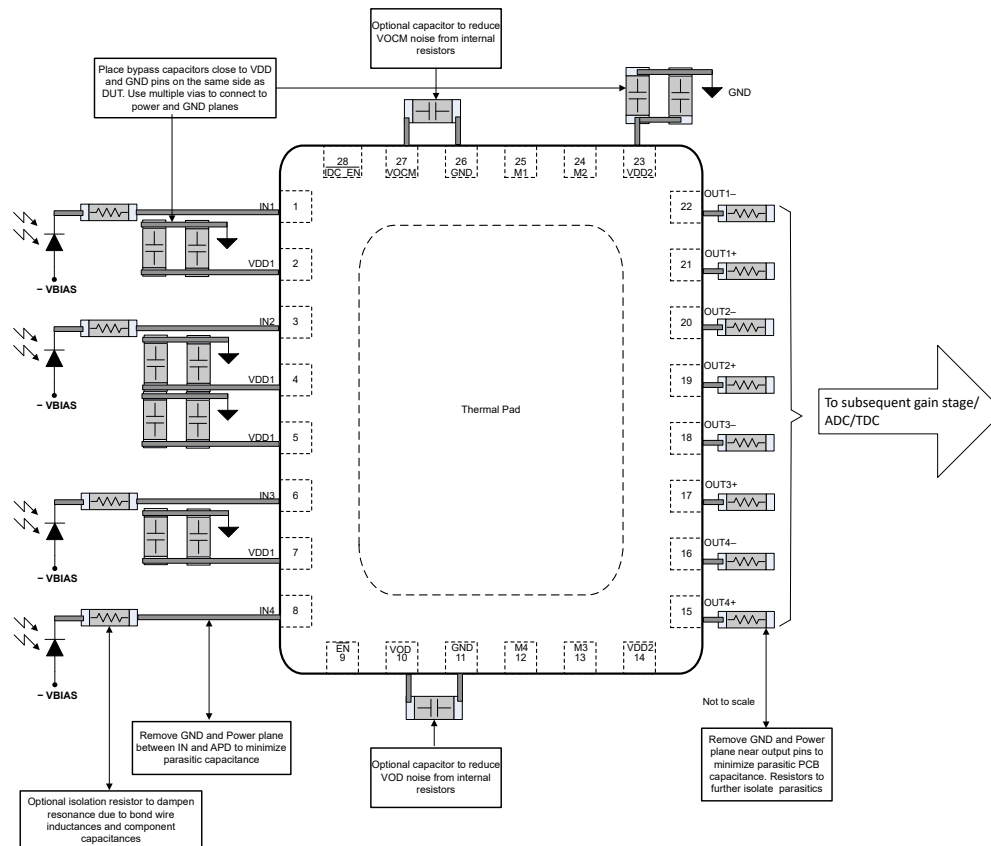 Optional capacitor to reduce
VOCM noise from internal
resistors
Place bypass capacitors close to VDD
and GND pins on the same side as
DUT. Use multiple vias to connect to
power and GND planes
GND
28
IDC_EN
27
VOCM
26
GND
25
M1
24
M2
23
VDD2
IN1
1
VDD1
2
– VBIAS
IN2
3
4
VDD1
– VBIAS
VDD1
5
IN3
6
VDD1
7
– VBIAS
IN4
8
– VBIAS
Thermal Pad
22
OUT1–
21
OUT1+
20
OUT2–
19
OUT2+
18
OUT3–
17
OUT3+
16
OUT4–
15
OUT4+
To subsequent gain stage/
ADC/TDC
EN
9
VOD
10
GND
11
M4
12
M3
13
VDD2
14
Not to scale
Remove GND and Power plane
between IN and APD to minimize
parasitic capacitance
Optional capacitor to reduce
VOD noise from internal
resistors
Remove GND and Power
plane near output pins to
minimize parasitic PCB
capacitance. Resistors to
further isolate parasitics
Optional isolation resistor to dampen
resonance due to bond wire
inductances and component
capacitances